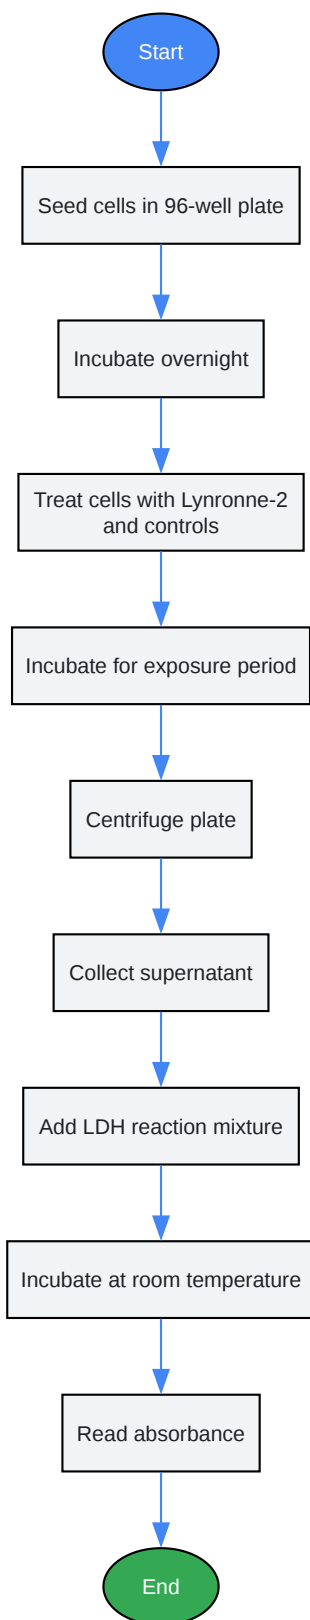 Start
Seed cells in 96-well plate
Incubate overnight
Treat cells with Lynronne-2
and controls
Incubate for exposure period
Centrifuge plate
Collect supernatant
Add LDH reaction mixture
Incubate at room temperature
Read absorbance
End